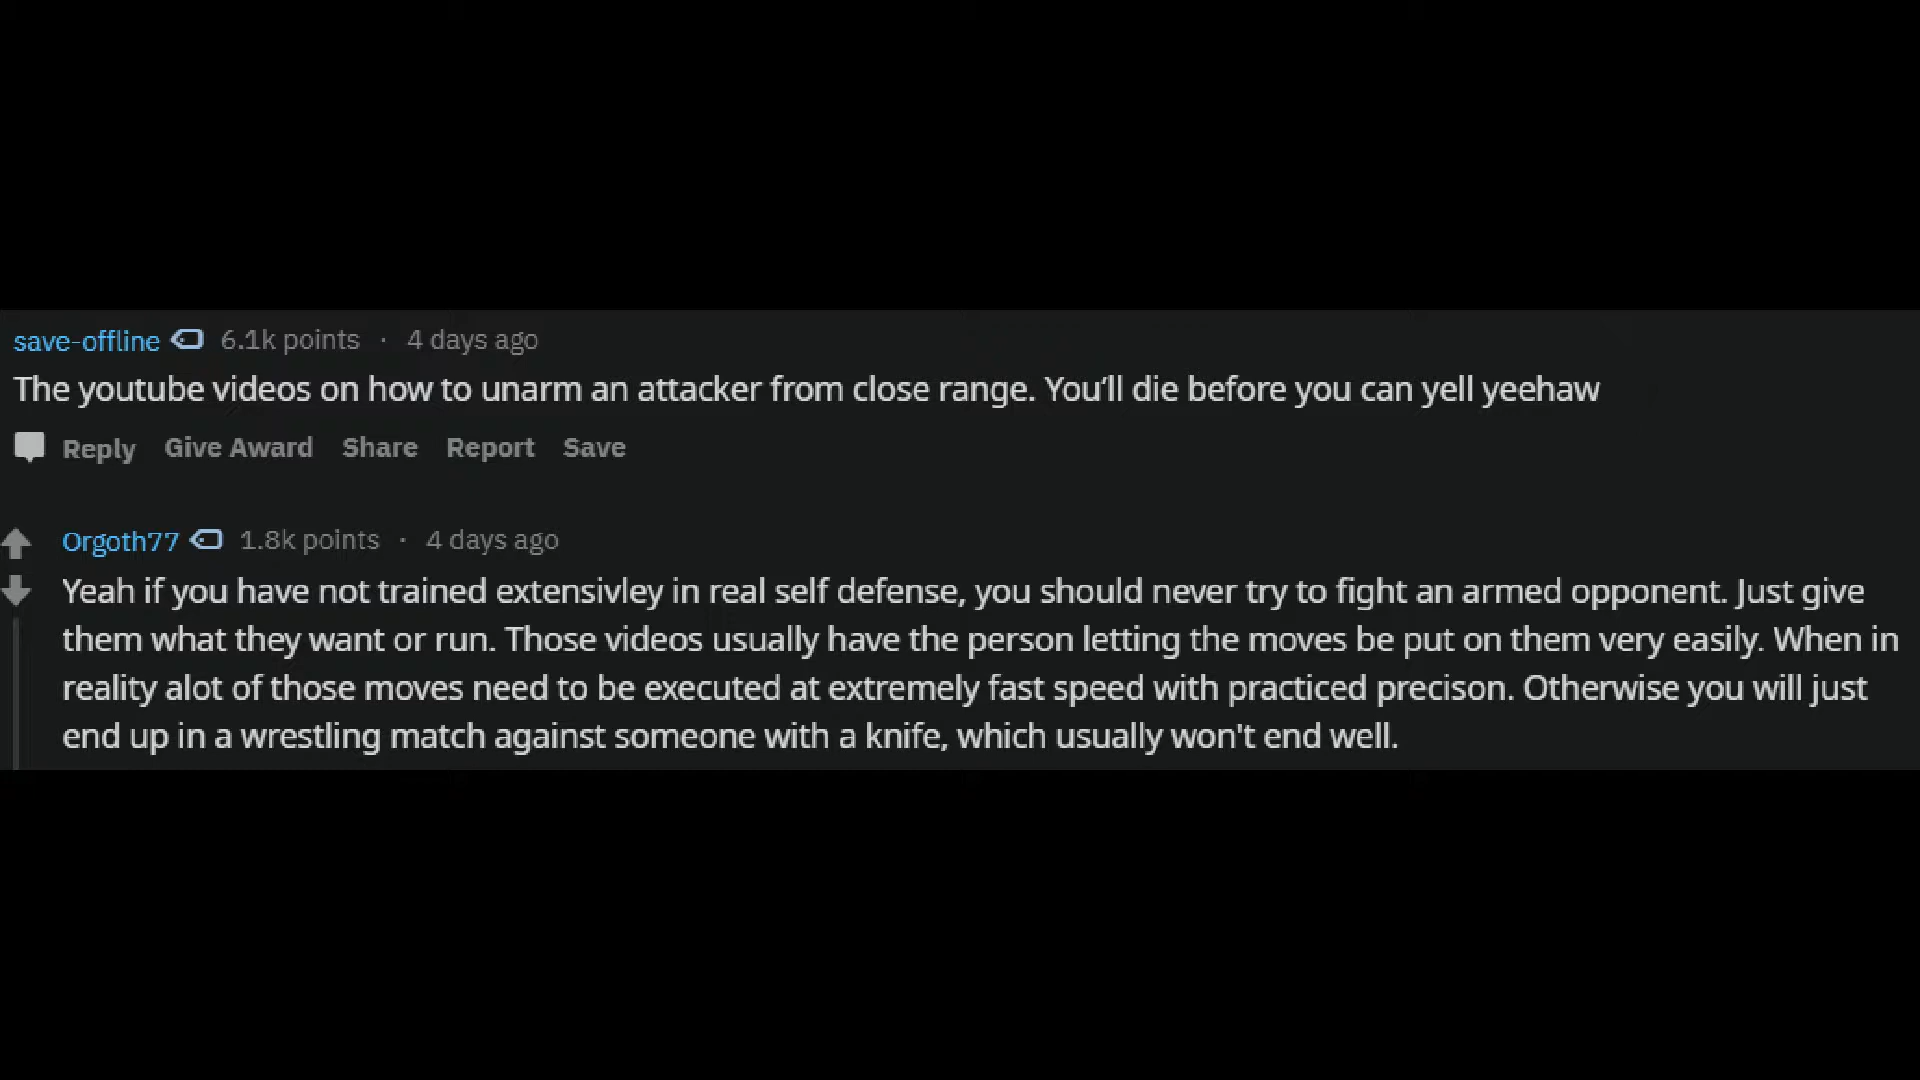 save-offline 6.1k points · 4 days ago
The youtube videos on how to unarm an attacker from close range. You’ll die before you can yell yeehaw
Reply Give Award Share Report Save
Orgoth77 1.8k points · 4 days ago
Yeah if you have not trained extensivley in real self defense, you should never try to fight an armed opponent. Just give
them what they want or run. Those videos usually have the person letting the moves be put on them very easily. When in
reality alot of those moves need to be executed at extremely fast speed with practiced precison. Otherwise you will just
end up in a wrestling match against someone with a knife, which usually won't end well.